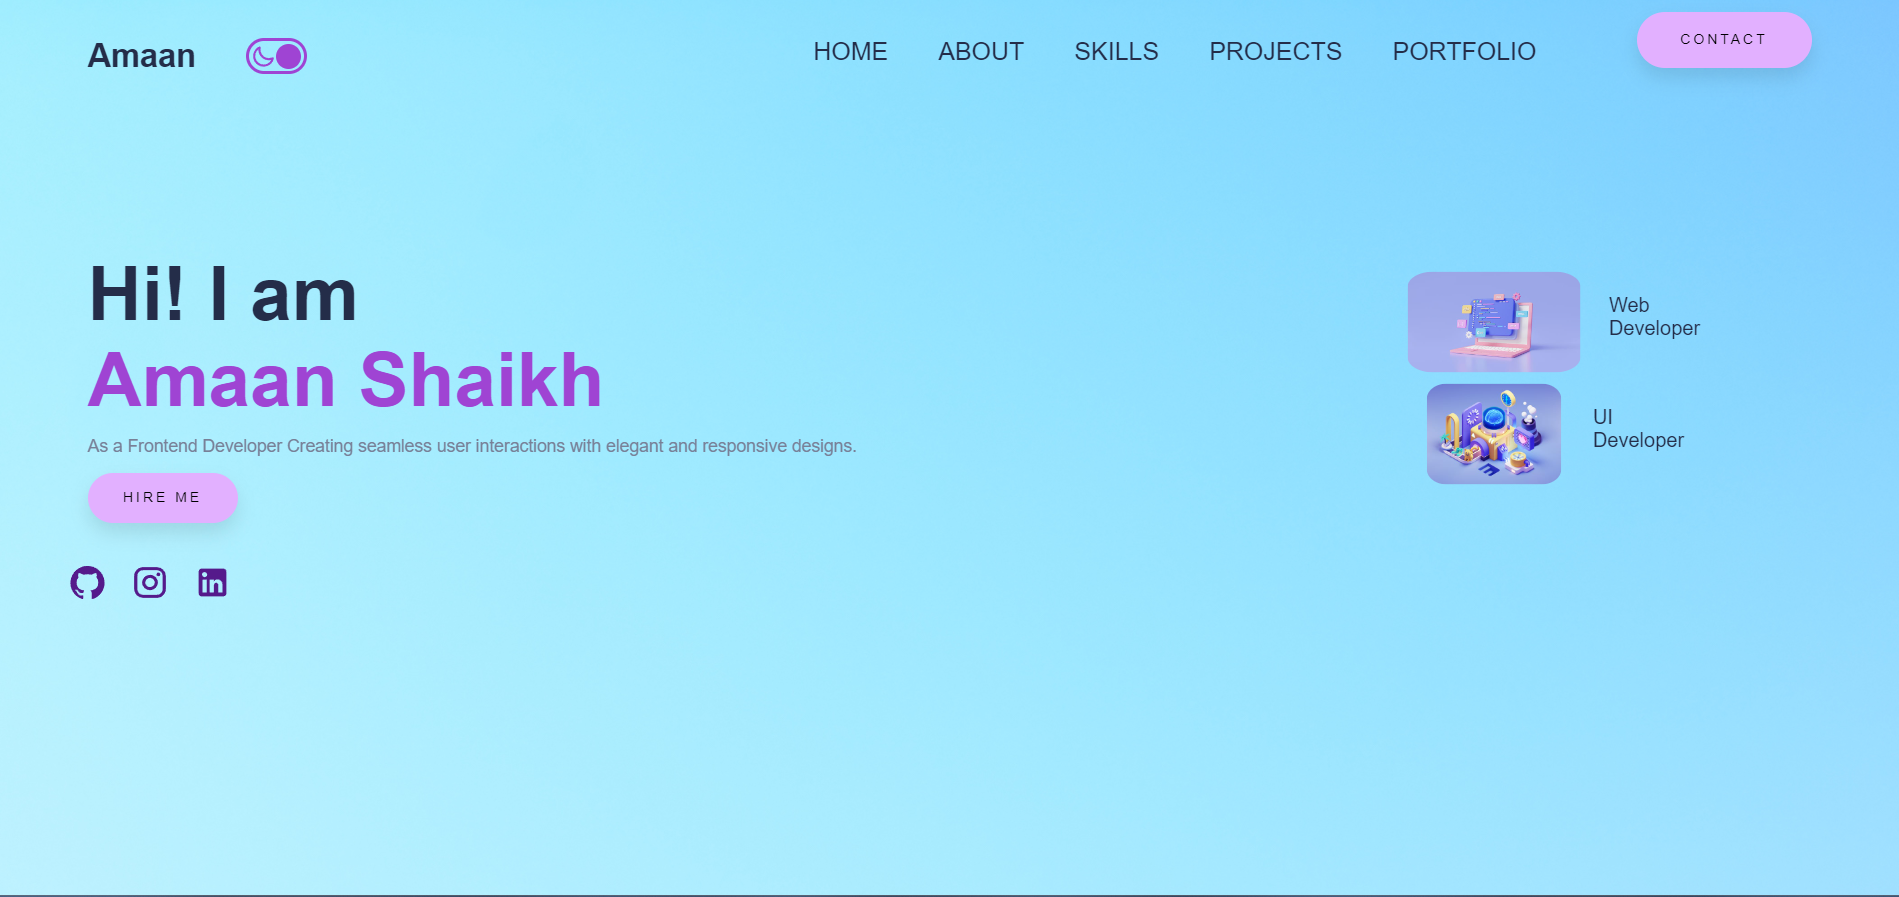 Amaan
HOME ABOUT SKILLS PROJECTS PORTFOLIO
CONTACT
Hi! I am
Amaan Shaikh
As a Frontend Developer Creating seamless user interactions with elegant and responsive designs.
HIRE ME
Web
Developer
UI
Developer